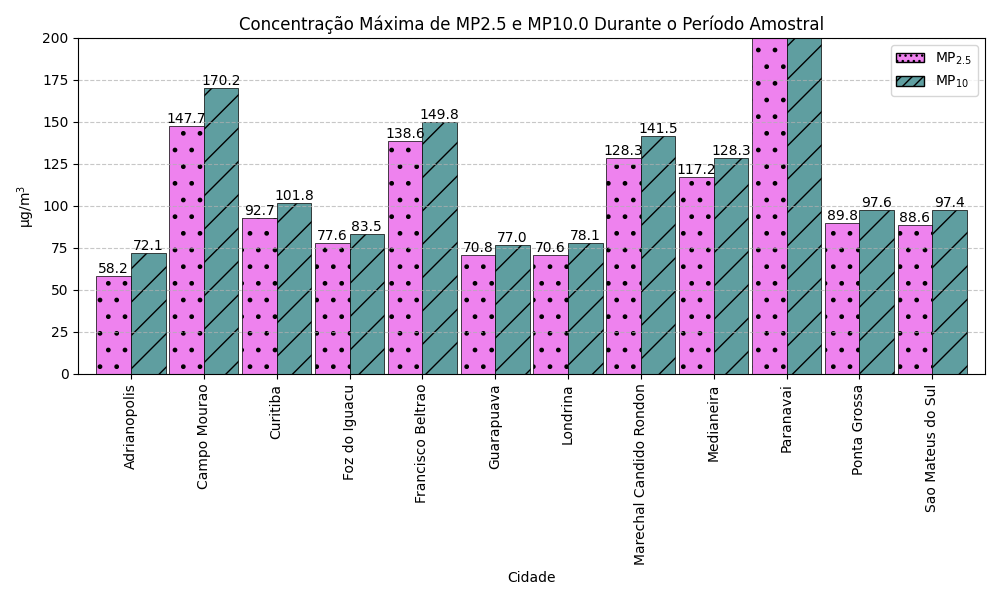 Concentração Máxima de MP2.5 e MP10.0 Durante o Período Amostral
µg/m³
200
175
150
125
100
75
50
25
0
MP2.5
MP10
58.2
72.1
147.7
170.2
92.7
101.8
77.6
83.5
138.6
149.8
70.8
77.0
70.6
78.1
128.3
141.5
117.2
128.3
89.8
97.6
88.6
97.4
Adrianopolis
Campo Mourao
Curitiba
Foz do Iguacu
Francisco Beltrao
Guarapuava
Londrina
Marechal Candido Rondon
Medianeira
Paranavai
Ponta Grossa
Sao Mateus do Sul
Cidade